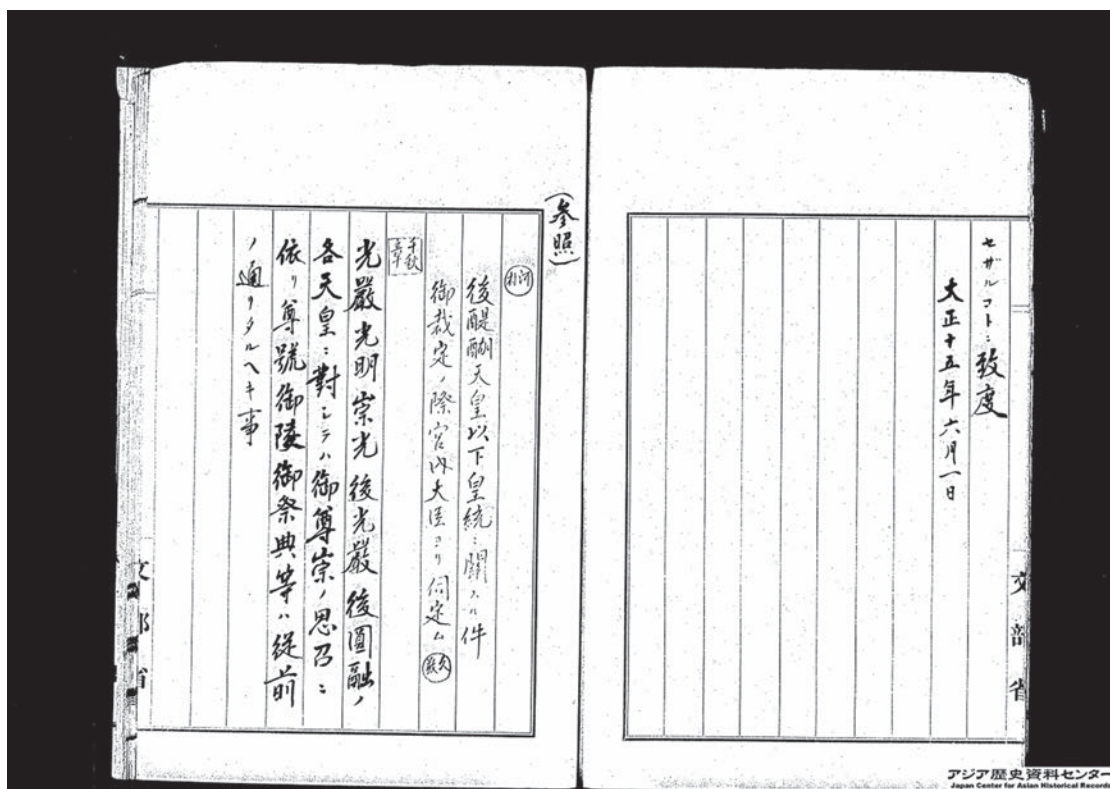 セザルコトニ致度
大正十五年六月一日
文部省
(参照)
後醍醐天皇以下皇統ニ關スル件
御裁定ノ際宮内大臣ヨリ伺定ム
光嚴光明崇光後光嚴後圓融ノ
各天皇ニ對シテハ御尊崇ノ思召ニ
依リ尊號御陵御祭典等ハ従前
ノ通リタルヘキ事
文部省
アジア歴史資料センター
Japan Center for Asian Historical Records